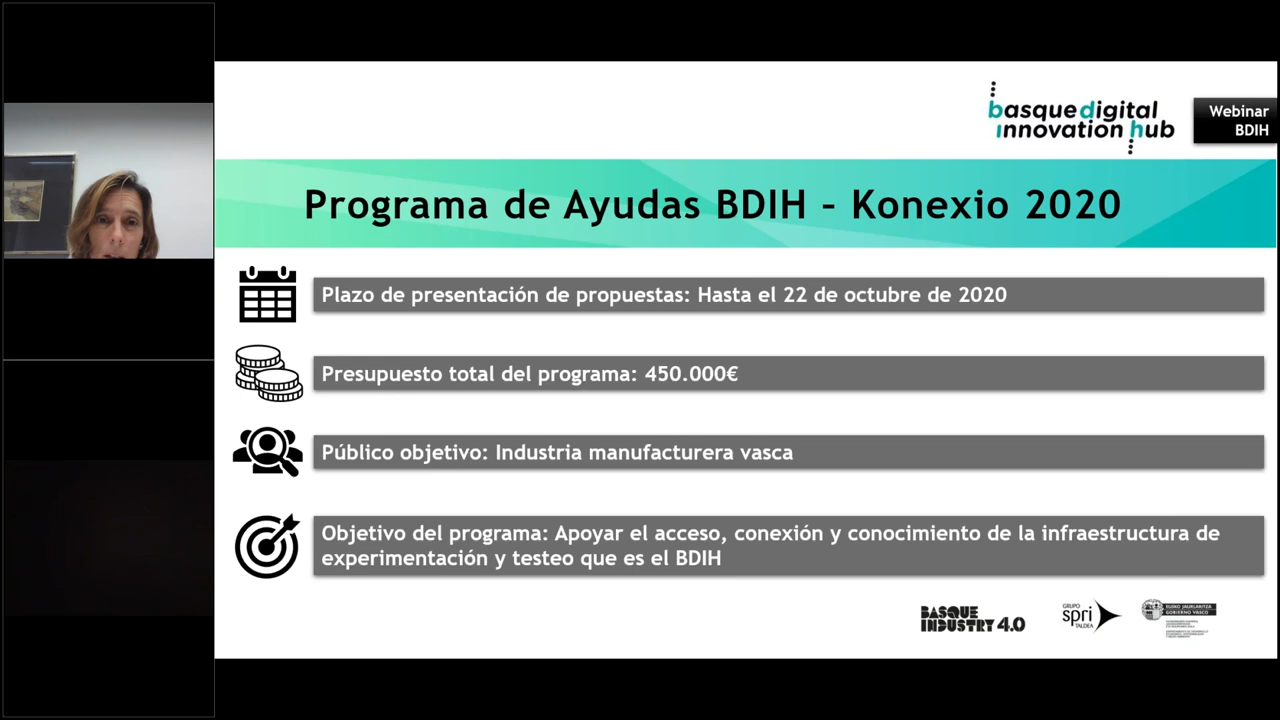 basquedigital
innovation hub
Webinar
BDIH
Programa de Ayudas BDIH – Konexio 2020
Plazo de presentación de propuestas: Hasta el 22 de octubre de 2020
Presupuesto total del programa: 450.000€
Público objetivo: Industria manufacturera vasca
Objetivo del programa: Apoyar el acceso, conexión y conocimiento de la infraestructura de
experimentación y testeo que es el BDIH
BASQUE
INDUSTRY 4.0
GRUPO
spri
TALDEA
EUSKO JAURLARITZA
GOBIERNO VASCO